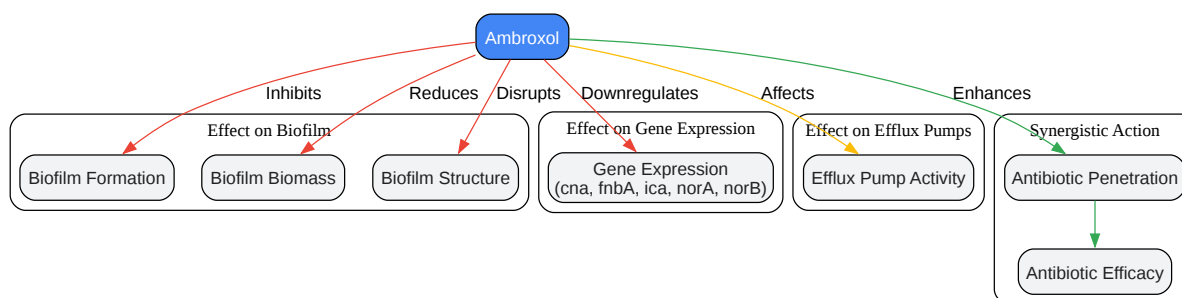 Ambroxol
Inhibits
Reduces
Disrupts
Downregulates
Affects
Enhances
Effect on Biofilm
Effect on Gene Expression
Effect on Efflux Pumps
Synergistic Action
Biofilm Formation
Biofilm Biomass
Biofilm Structure
Gene Expression
(cna, fnbA, ica, norA, norB)
Efflux Pump Activity
Antibiotic Penetration
Antibiotic Efficacy